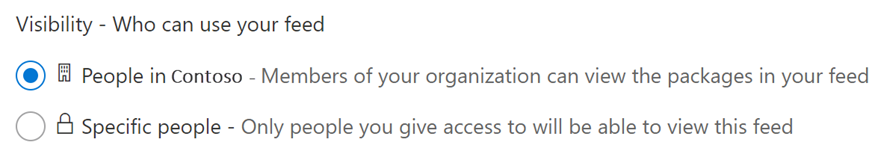 Visibility - Who can use your feed
People in Contoso - Members of your organization can view the packages in your feed
Specific people - Only people you give access to will be able to view this feed